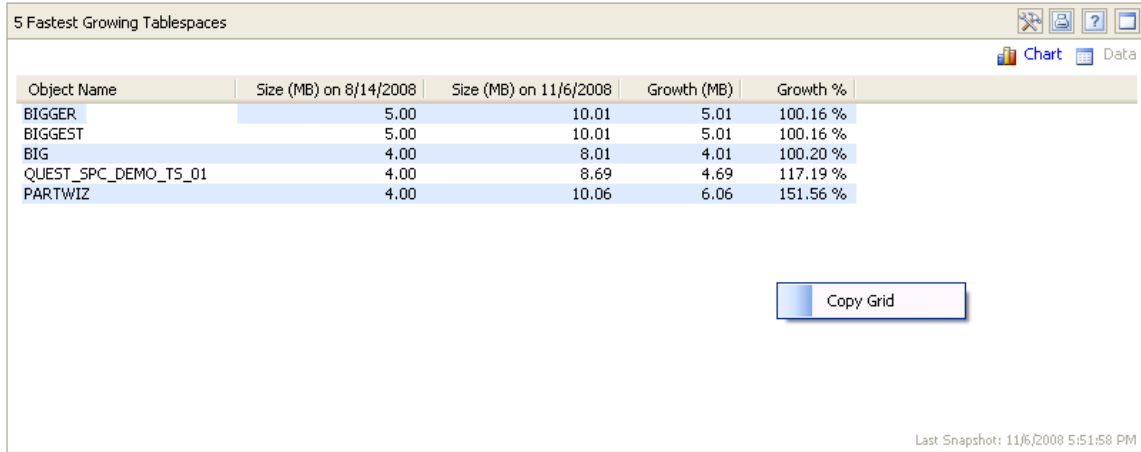 5 Fastest Growing Tablespaces ?
Chart Data
Object Name Size (MB) on 8/14/2008 Size (MB) on 11/6/2008 Growth (MB) Growth %
BIGGER 5.00 10.01 5.01 100.16 %
BIGGEST 5.00 10.01 5.01 100.16 %
BIG 4.00 8.01 4.01 100.20 %
QUEST_SPC_DEMO_TS_01 4.00 8.69 4.69 117.19 %
PARTWIZ 4.00 10.06 6.06 151.56 %
Copy Grid
Last Snapshot: 11/6/2008 5:51:58 PM